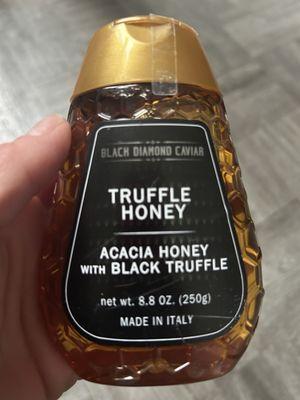 BLACK DIAMOND CAVIAR
TRUFFLE
HONEY
ACACIA HONEY
WITH BLACK TRUFFLE
net wt. 8.8 OZ. (250g)
MADE IN ITALY